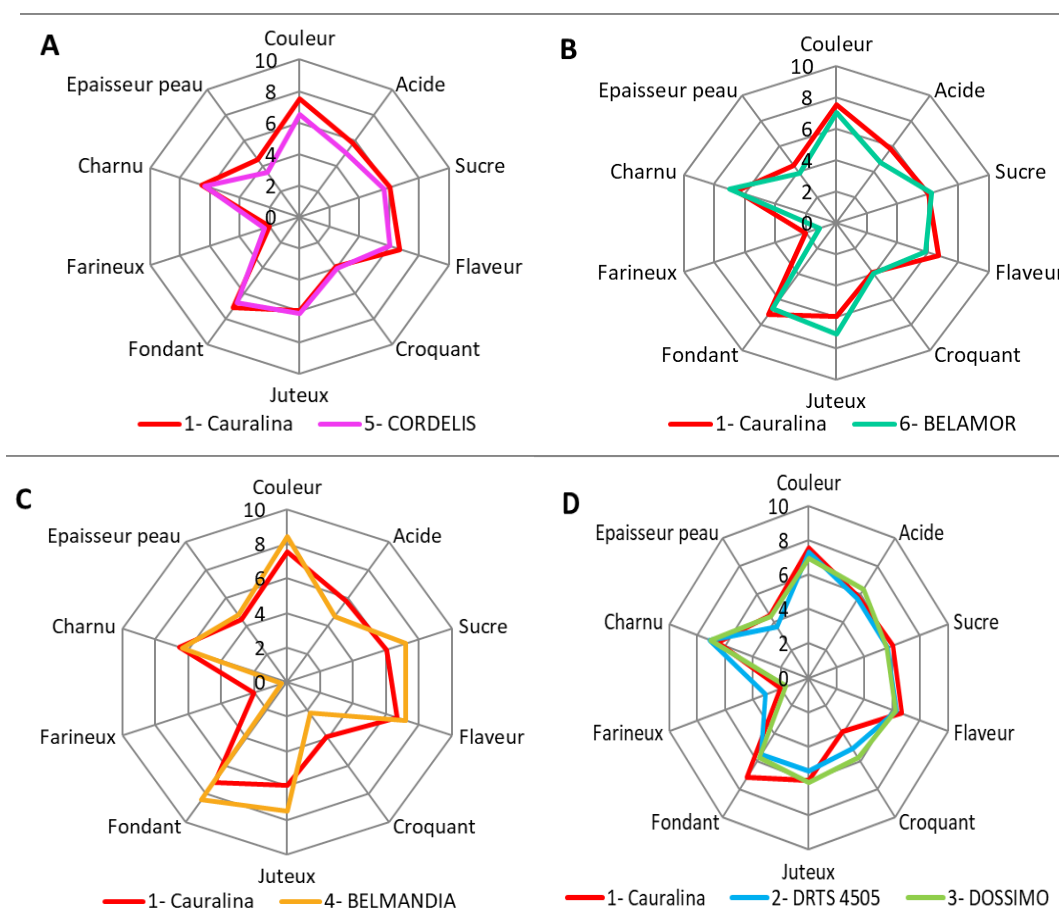 A
Couleur
10
8
6
4
2
0
Acide
Sucre
Flaveur
Croquant
Juteux
Fondant
Farineux
Charnu
Epaisseur peau
1- Cauralina 5- CORDELIS
B
Couleur
10
8
6
4
2
0
Acide
Sucre
Flaveur
Croquant
Juteux
Fondant
Farineux
Charnu
Epaisseur peau
1- Cauralina 6- BELAMOR
C
Couleur
10
8
6
4
2
0
Acide
Sucre
Flaveur
Croquant
Juteux
Fondant
Farineux
Charnu
Epaisseur peau
1- Cauralina 4- BELMANDIA
D
Couleur
10
8
6
4
2
0
Acide
Sucre
Flaveur
Croquant
Juteux
Fondant
Farineux
Charnu
Epaisseur peau
1- Cauralina 2- DRTS 4505 3- DOSSIMO